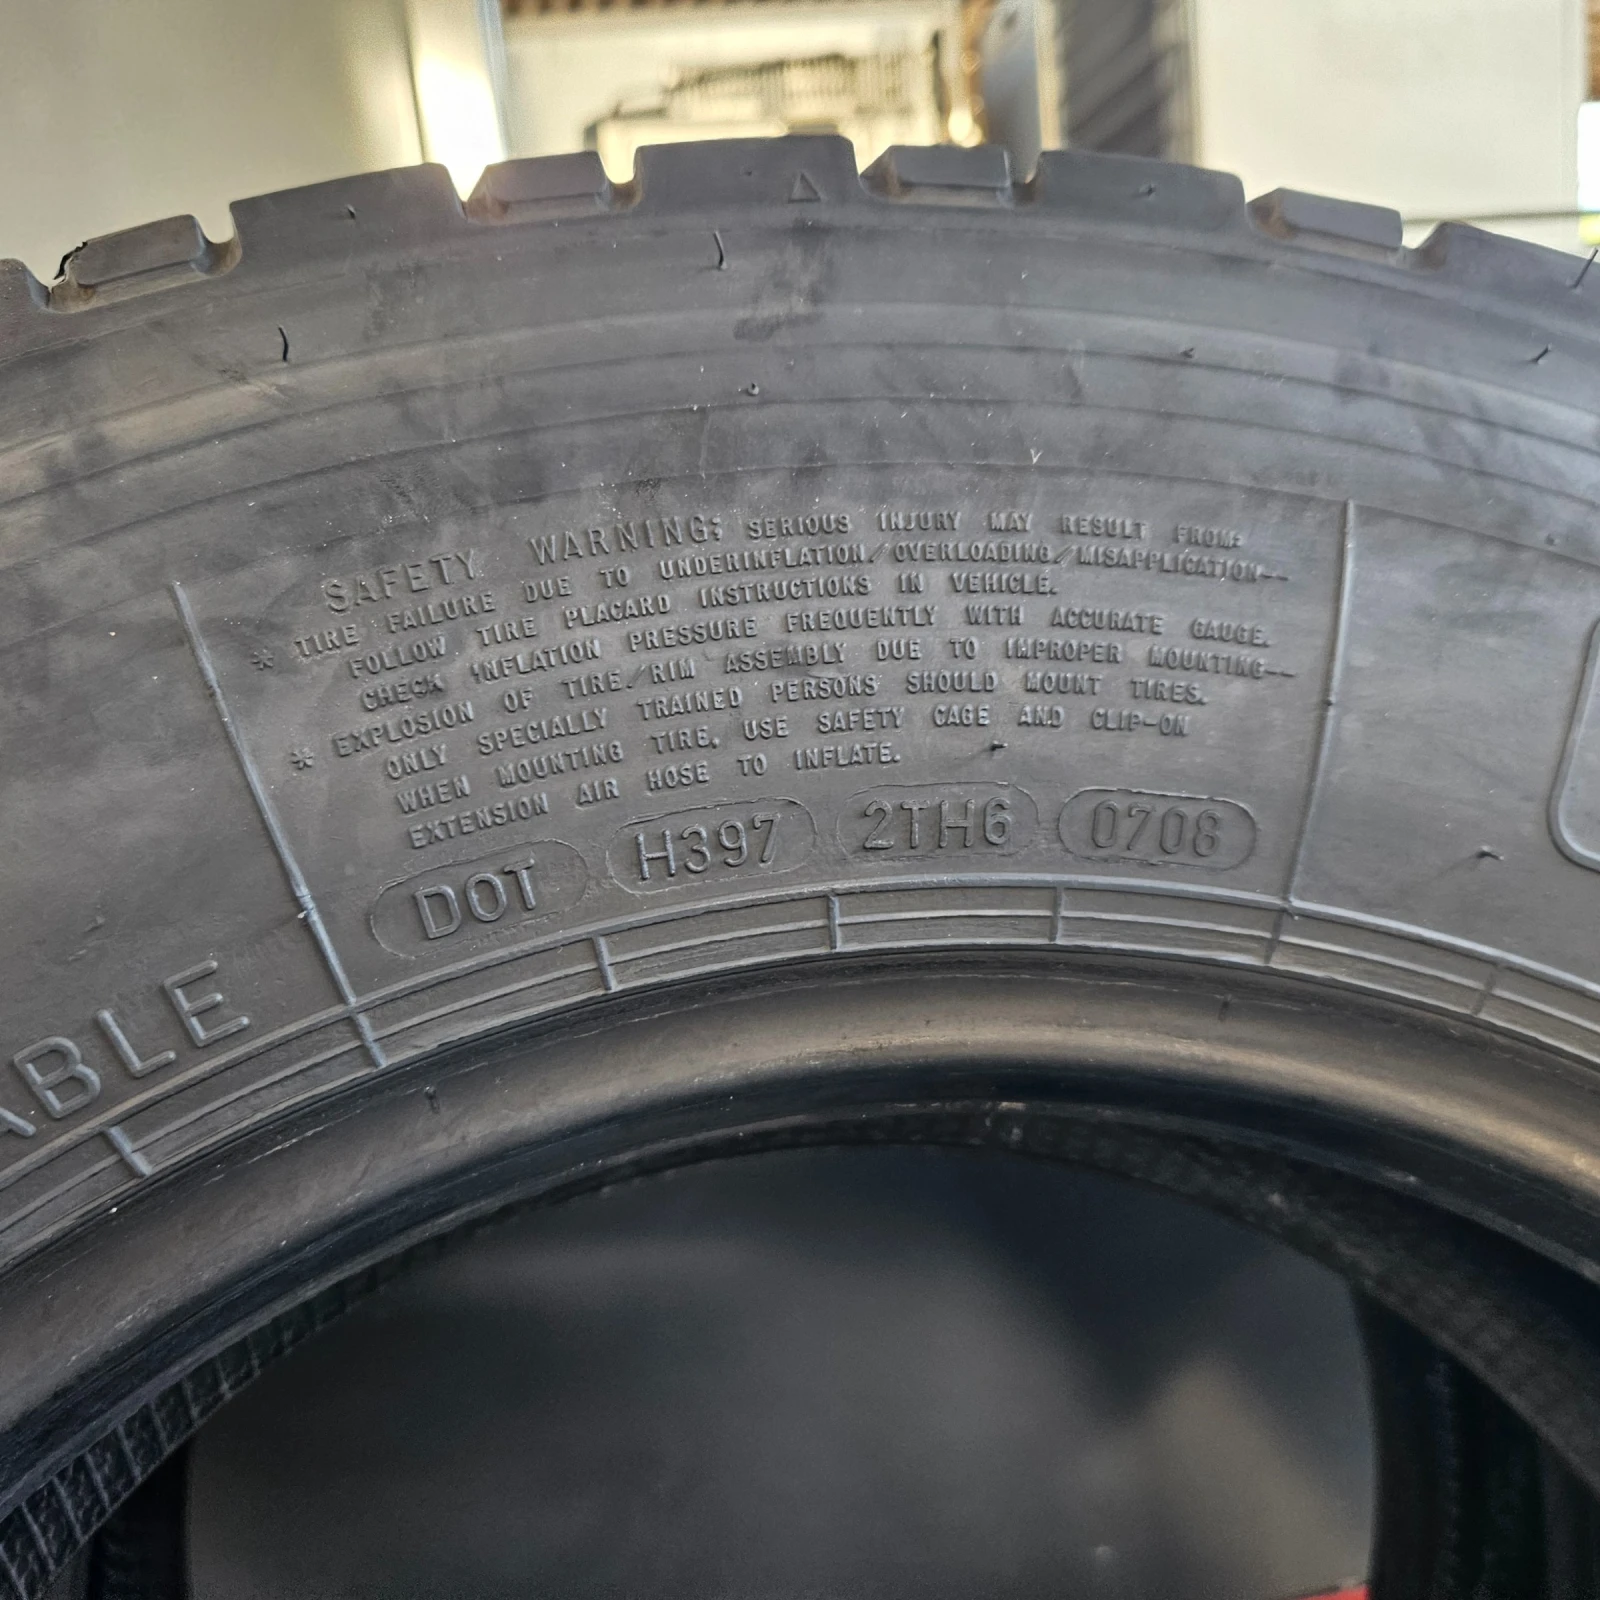 SAFETY WARNING; SERIOUS INJURY MAY RESULT FROM:
* TIRE FAILURE DUE TO UNDERINFLATION/OVERLOADING/MISAPPLICATION--
FOLLOW TIRE PLACARD INSTRUCTIONS IN VEHICLE.
CHECK INFLATION PRESSURE FREQUENTLY WITH ACCURATE GAUGE.
* EXPLOSION OF TIRE/RIM ASSEMBLY DUE TO IMPROPER MOUNTING--
ONLY SPECIALLY TRAINED PERSONS SHOULD MOUNT TIRES.
WHEN MOUNTING TIRE, USE SAFETY CAGE AND CLIP-ON
EXTENSION AIR HOSE TO INFLATE.
DOT H397 2TH6 0708
ABLE